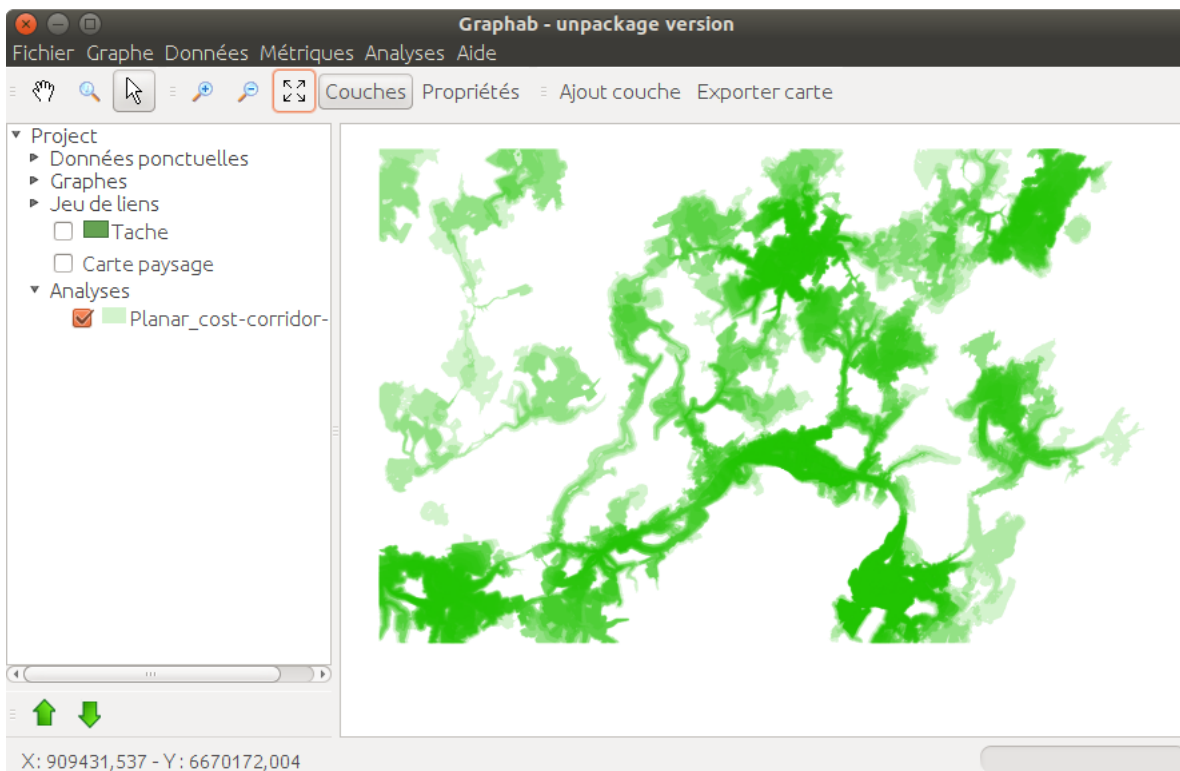 Graphab - unpackage version
Fichier Graphe Données Métriques Analyses Aide
Couches Propriétés Ajout couche Exporter carte
Project
Données ponctuelles
Graphes
Jeu de liens
Tache
Carte paysage
Analyses
Planar_cost-corridor-
X: 909431,537 - Y : 6670172,004